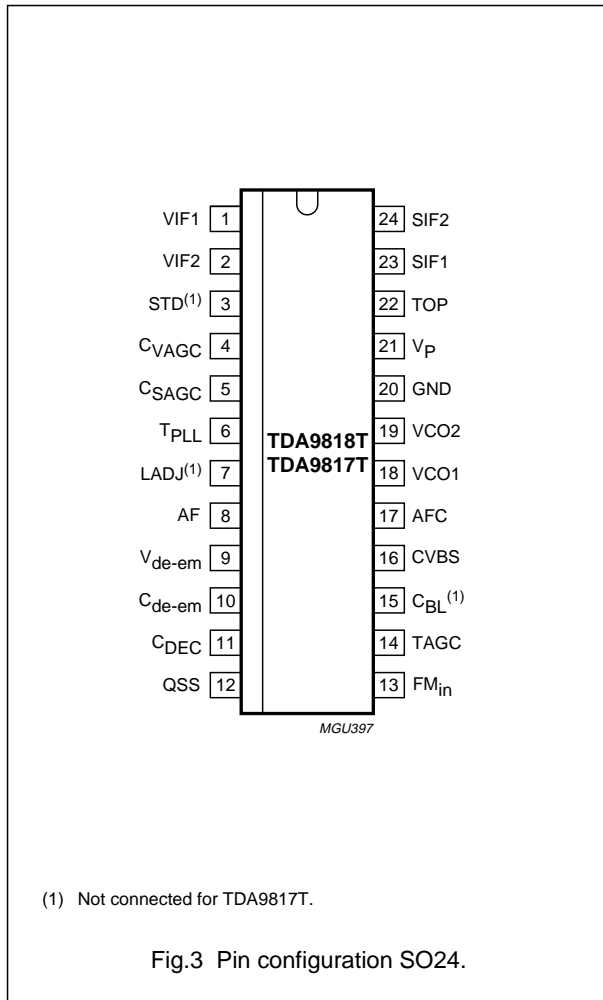 VIF1 1
VIF2 2
STD(1) 3
CVAGC 4
CSAGC 5
TPLL 6
LADJ(1) 7
AF 8
Vde-em 9
Cde-em 10
CDEC 11
QSS 12
TDA9818T
TDA9817T
24 SIF2
23 SIF1
22 TOP
21 VP
20 GND
19 VCO2
18 VCO1
17 AFC
16 CVBS
15 CBL(1)
14 TAGC
13 FMin
MGU397
(1) Not connected for TDA9817T.
Fig.3 Pin configuration SO24.